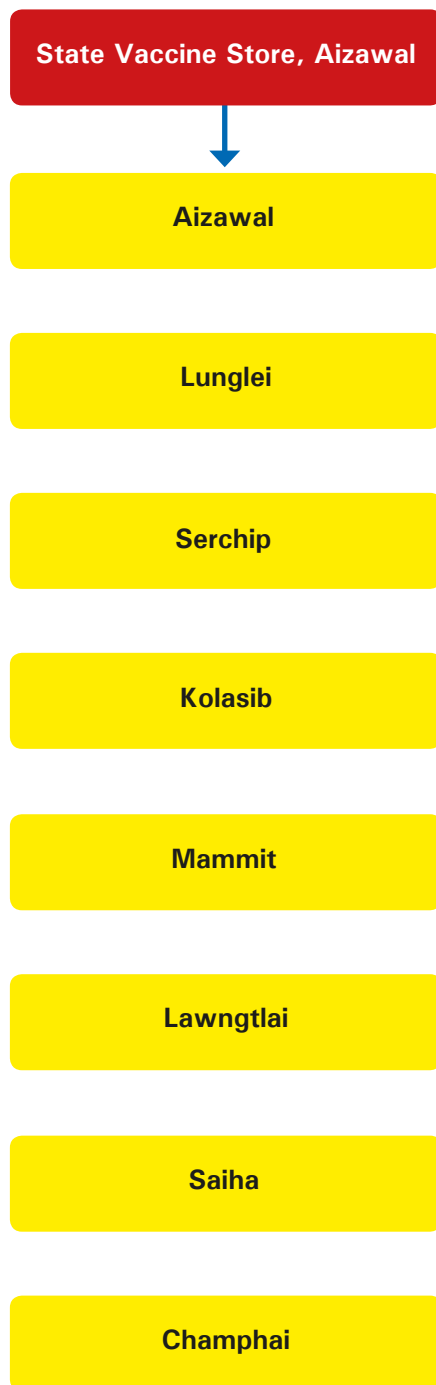 State Vaccine Store, Aizawal
Aizawal
Lunglei
Serchip
Kolasib
Mammit
Lawngtlai
Saiha
Champhai